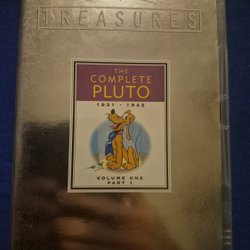 TREASURES
THE
COMPLETE
PLUTO
1931 - 1942
VOLUME ONE
PART 1